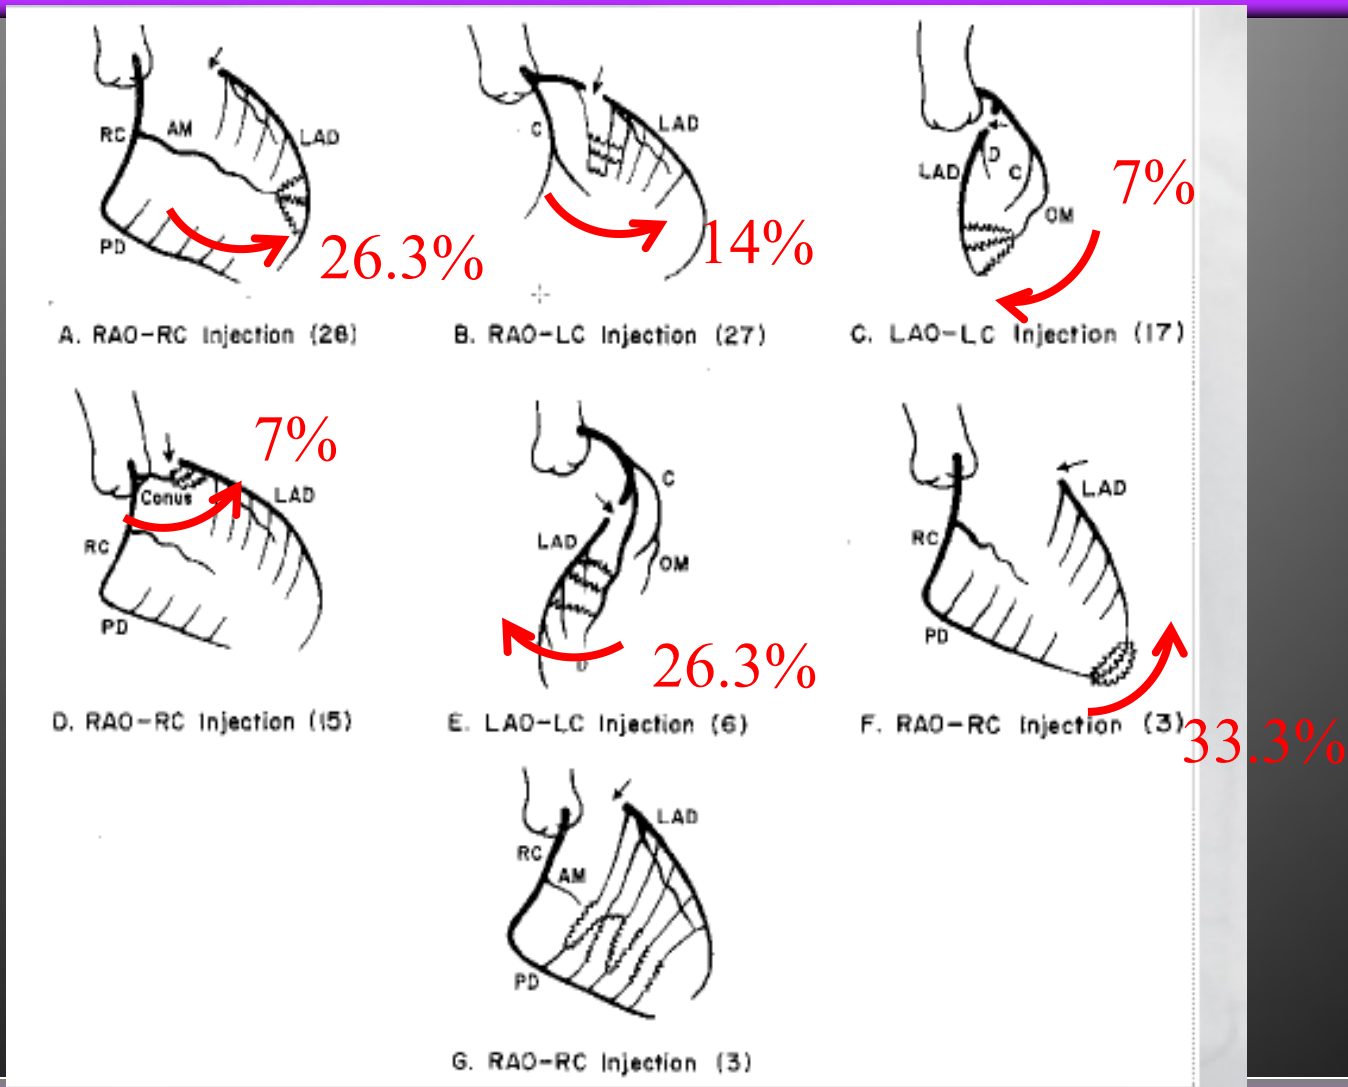 RC
AM
LAD
PD
26.3%
A. RAO-RC Injection (28)
C
LAD
14%
B. RAO-LC Injection (27)
LAD
D
C
OM
7%
C. LAO-LC Injection (17)
7%
Conus
LAD
RC
PD
D. RAO-RC Injection (15)
C
LAD
OM
D
26.3%
E. LAO-LC Injection (6)
LAD
RC
PD
F. RAO-RC Injection (3)
33.3%
LAD
RC
AM
PD
G. RAO-RC Injection (3)